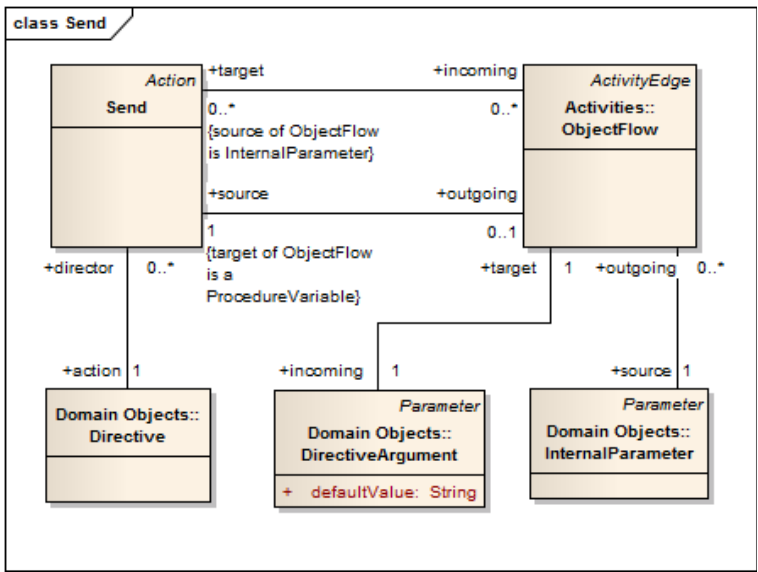 class Send
Action
Send
+target
+incoming
ActivityEdge
Activities::
ObjectFlow
0..*
0..*
{source of ObjectFlow
is InternalParameter}
+source
+outgoing
1
0..1
{target of ObjectFlow
is a
ProcedureVariable}
+director
0..*
+target
1
+outgoing
0..*
+action
1
+incoming
1
+source
1
Domain Objects::
Directive
Parameter
Domain Objects::
DirectiveArgument
+ defaultValue: String
Parameter
Domain Objects::
InternalParameter